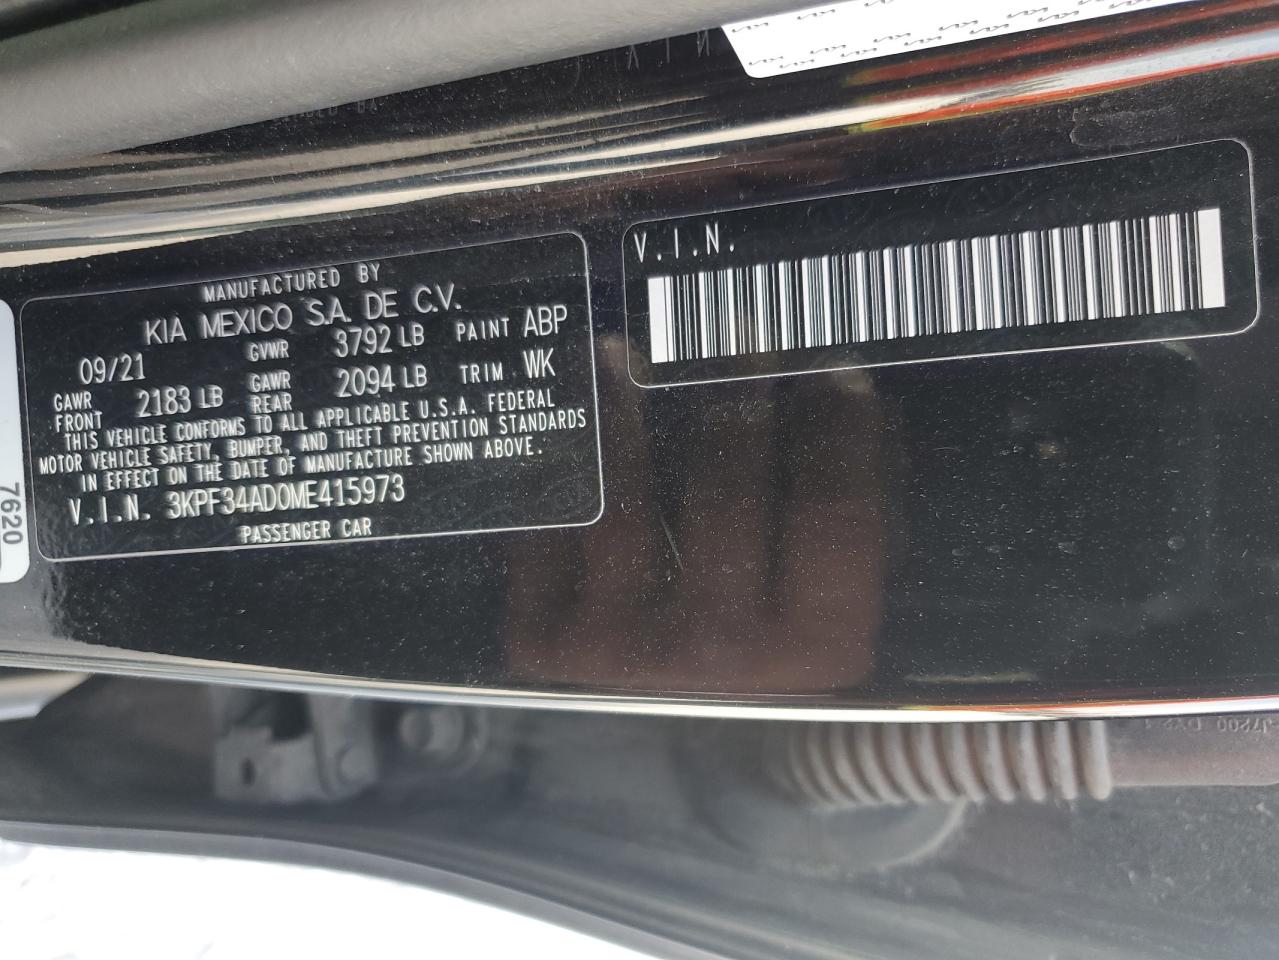 MANUFACTURED BY
KIA MEXICO S.A. DE C.V.
09/21 GVWR 3792 LB PAINT ABP
GAWR FRONT 2183 LB GAWR REAR 2094 LB TRIM WK
THIS VEHICLE CONFORMS TO ALL APPLICABLE U.S.A. FEDERAL
MOTOR VEHICLE SAFETY, BUMPER, AND THEFT PREVENTION STANDARDS
IN EFFECT ON THE DATE OF MANUFACTURE SHOWN ABOVE.
V.I.N. 3KPF34AD0ME415973
PASSENGER CAR
V.I.N.
7620